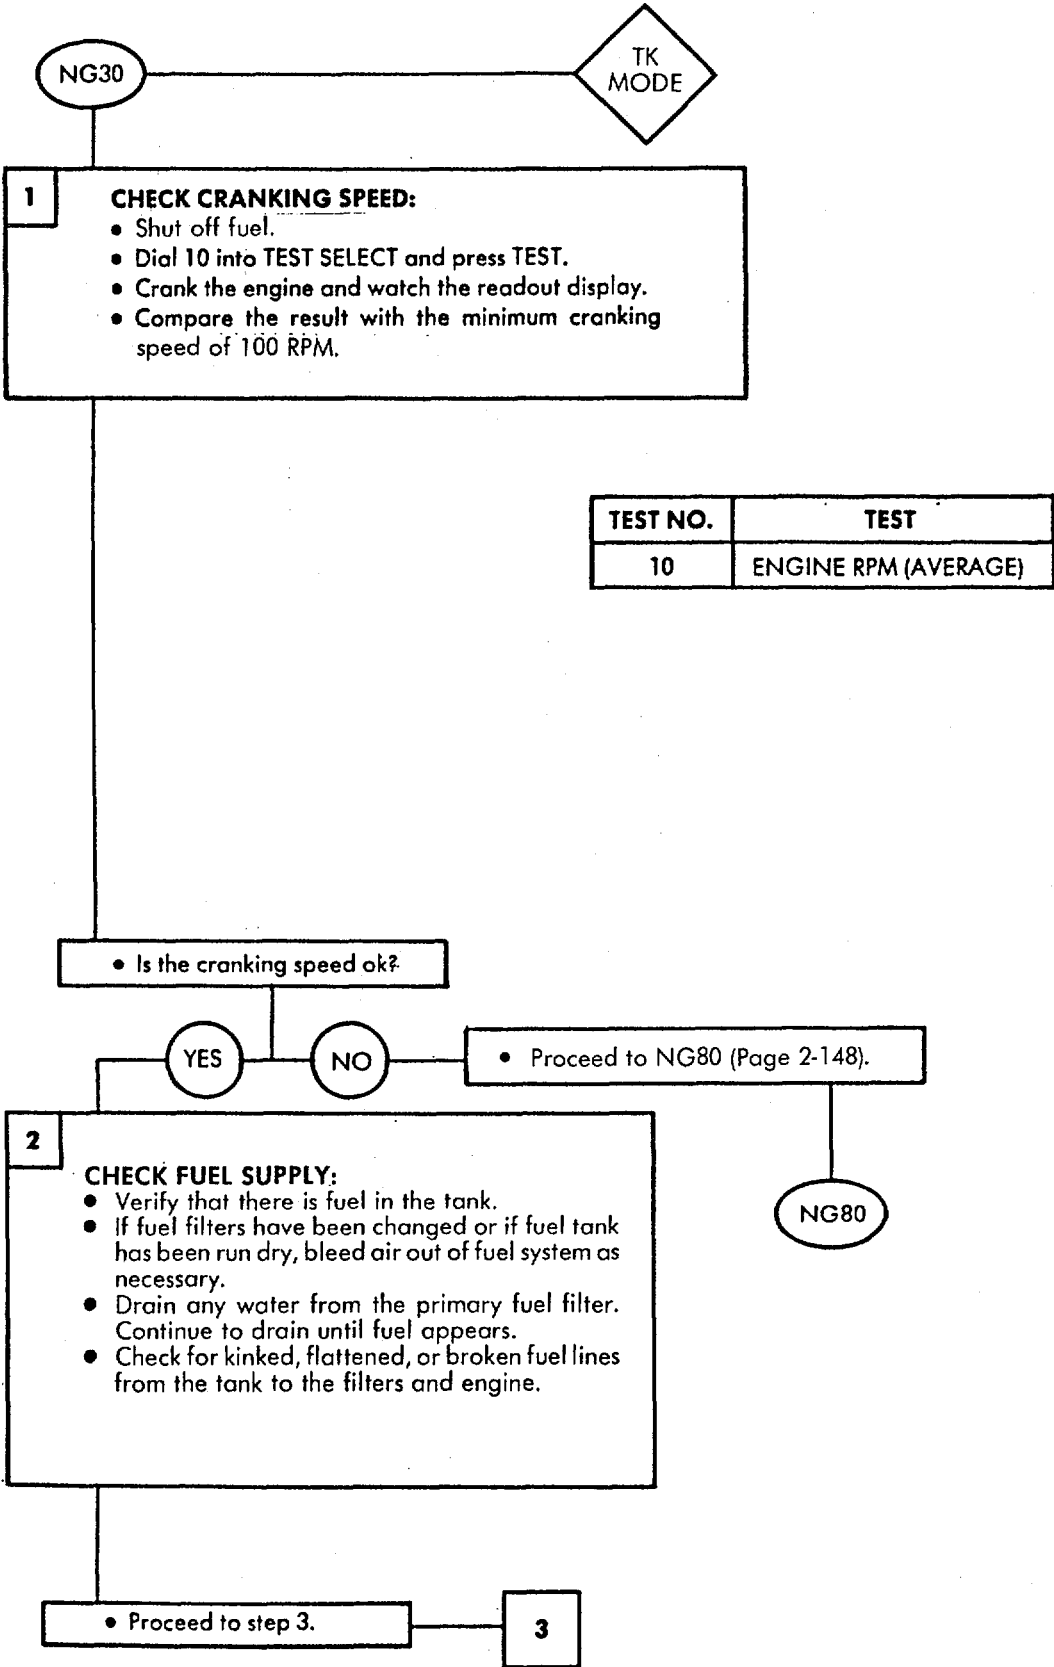 NG30
TK
MODE
1
CHECK CRANKING SPEED:
• Shut off fuel.
• Dial 10 into TEST SELECT and press TEST.
• Crank the engine and watch the readout display.
• Compare the result with the minimum cranking
speed of 100 RPM.
TEST NO. TEST
10 ENGINE RPM (AVERAGE)
• Is the cranking speed ok?
YES
NO
• Proceed to NG80 (Page 2-148).
2
CHECK FUEL SUPPLY:
• Verify that there is fuel in the tank.
• If fuel filters have been changed or if fuel tank
has been run dry, bleed air out of fuel system as
necessary.
• Drain any water from the primary fuel filter.
Continue to drain until fuel appears.
• Check for kinked, flattened, or broken fuel lines
from the tank to the filters and engine.
NG80
• Proceed to step 3.
3